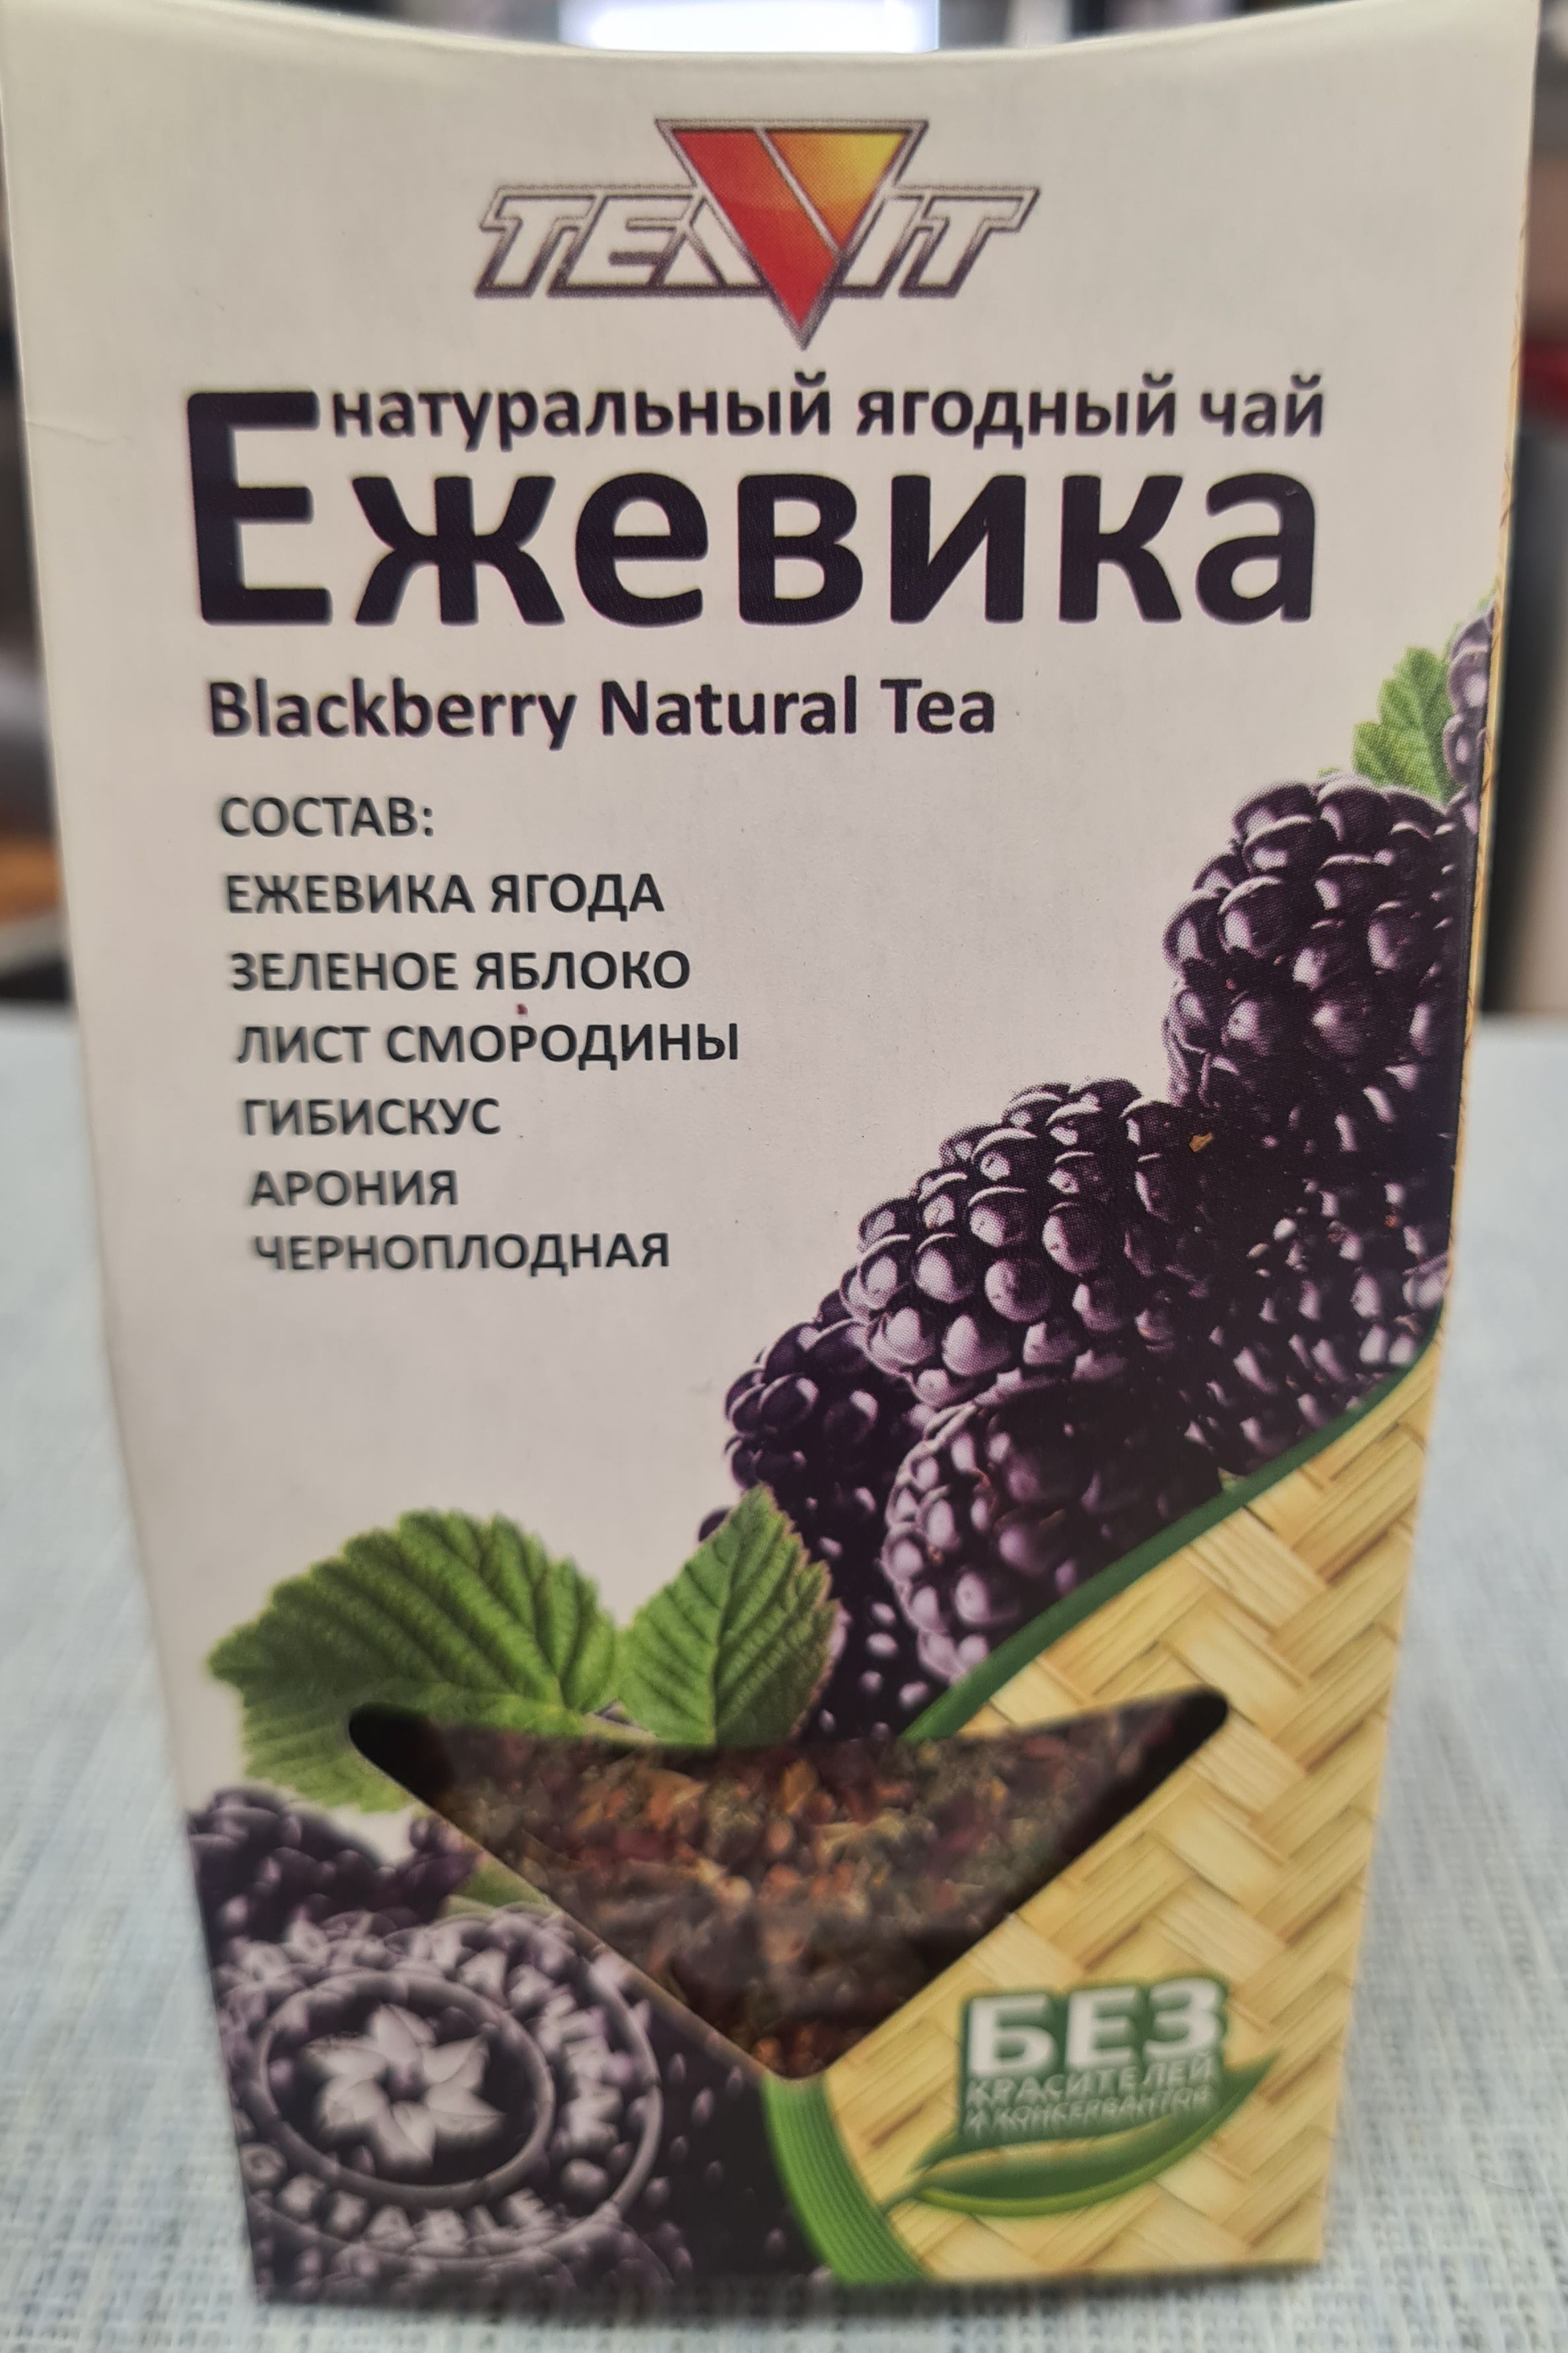 TEAVIT
натуральный ягодный чай
Ежевика
Blackberry Natural Tea
СОСТАВ:
ЕЖЕВИКА ЯГОДА
ЗЕЛЕНОЕ ЯБЛОКО
ЛИСТ СМОРОДИНЫ
ГИБИСКУС
АРОНИЯ
ЧЕРНОПЛОДНАЯ
БЕЗ
КРАСИТЕЛЕЙ
И КОНСЕРВАНТОВ